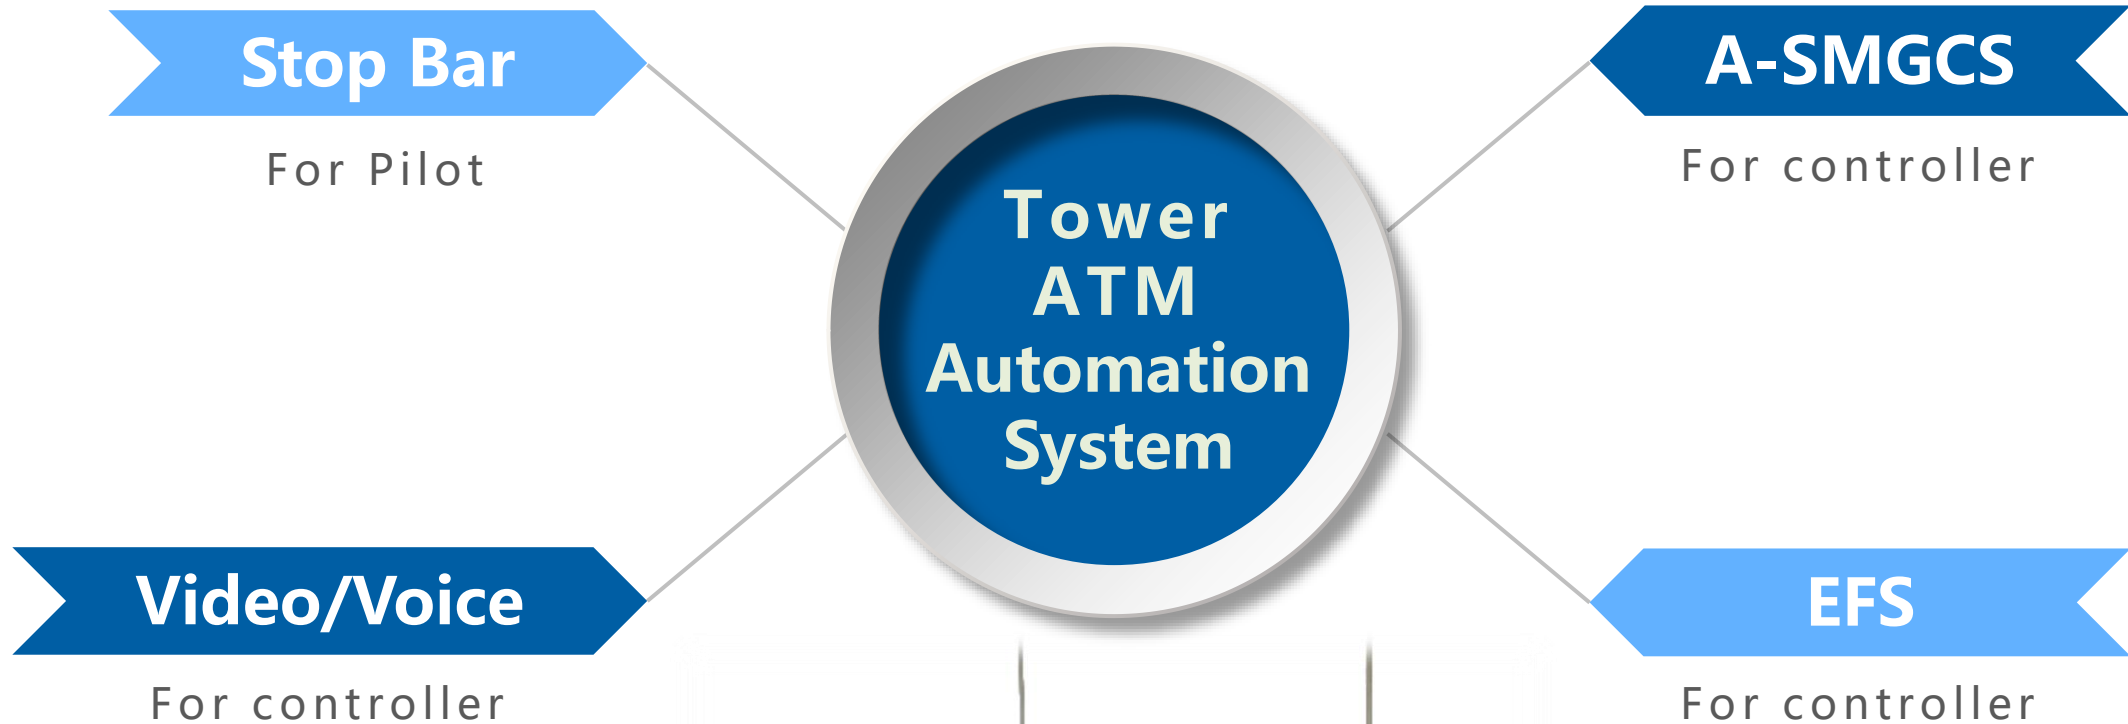 Stop Bar
For Pilot
A-SMGCS
For controller
Tower
ATM
Automation
System
Video/Voice
For controller
EFS
For controller